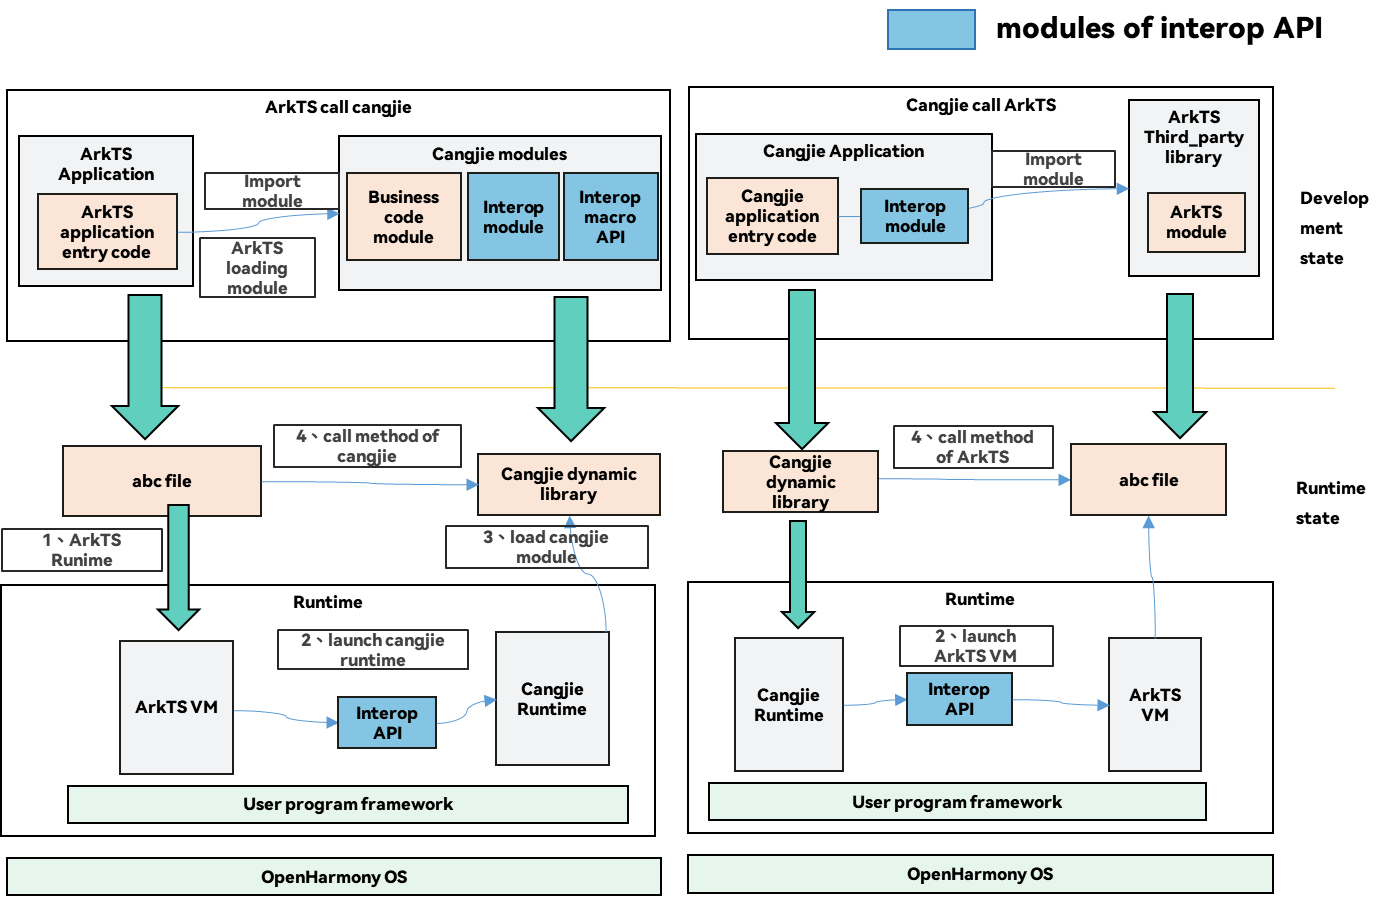 modules of interop API
ArkTS call cangjie
ArkTS
Application
ArkTS
application
entry code
Import
module
ArkTS
loading
module
Cangjie modules
Business
code
module
Interop
module
Interop
macro
API
Cangjie call ArkTS
Cangjie Application
Cangjie
application
entry code
Interop
module
Import
module
ArkTS
Third_party
library
ArkTS
module
Develop
ment
state
abc file
4、call method of
cangjie
Cangjie dynamic
library
1、ArkTS
Runime
3、load cangjie
module
Runtime
ArkTS VM
2、launch cangjie
runtime
Interop
API
Cangjie
Runtime
User program framework
OpenHarmony OS
Cangjie
dynamic
library
4、call method
of ArkTS
abc file
Runtime
state
Runtime
Cangjie
Runtime
2、launch
ArkTS VM
Interop
API
ArkTS
VM
User program framework
OpenHarmony OS